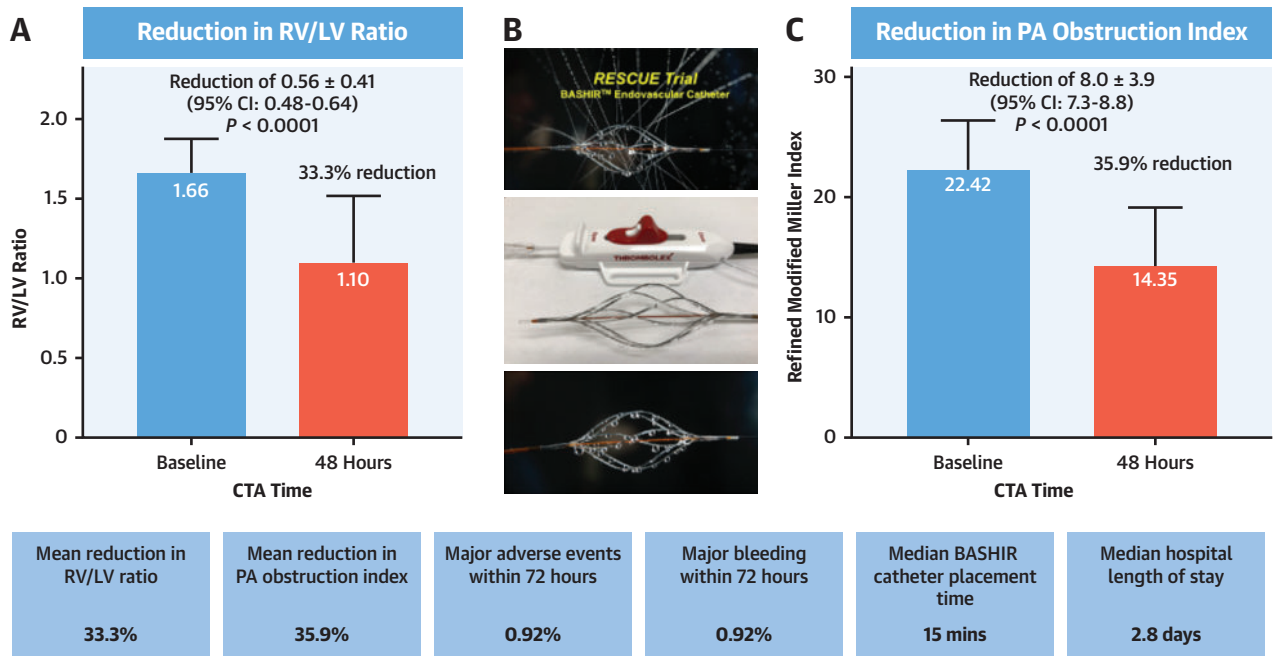 A
Reduction in RV/LV Ratio
Reduction of 0.56 ± 0.41
(95% CI: 0.48-0.64)
P < 0.0001
33.3% reduction
RV/LV Ratio
2.0
1.5
1.0
0.5
0
1.66
1.10
Baseline
48 Hours
CTA Time
B
RESCUE Trial
BASHIR™ Endovascular Catheter
THROMBOLEX
C
Reduction in PA Obstruction Index
Reduction of 8.0 ± 3.9
(95% CI: 7.3-8.8)
P < 0.0001
35.9% reduction
Refined Modified Miller Index
30
20
10
0
22.42
14.35
Baseline
48 Hours
CTA Time
Mean reduction in
RV/LV ratio
33.3%
Mean reduction in
PA obstruction index
35.9%
Major adverse events
within 72 hours
0.92%
Major bleeding
within 72 hours
0.92%
Median BASHIR
catheter placement
time
15 mins
Median hospital
length of stay
2.8 days